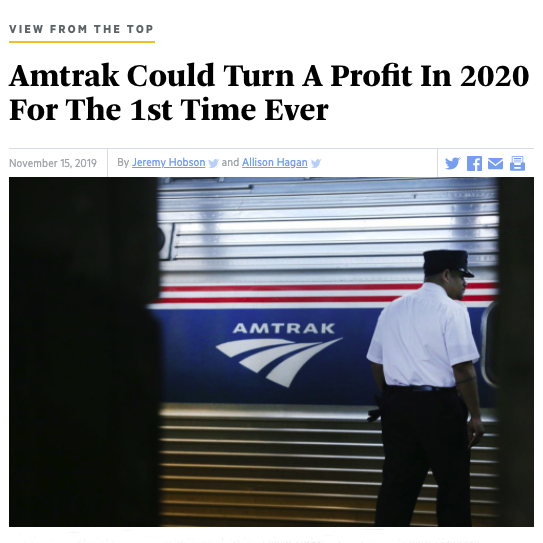 VIEW FROM THE TOP
Amtrak Could Turn A Profit In 2020
For The 1st Time Ever
November 15, 2019
By Jeremy Hobson and Allison Hagan
AMTRAK